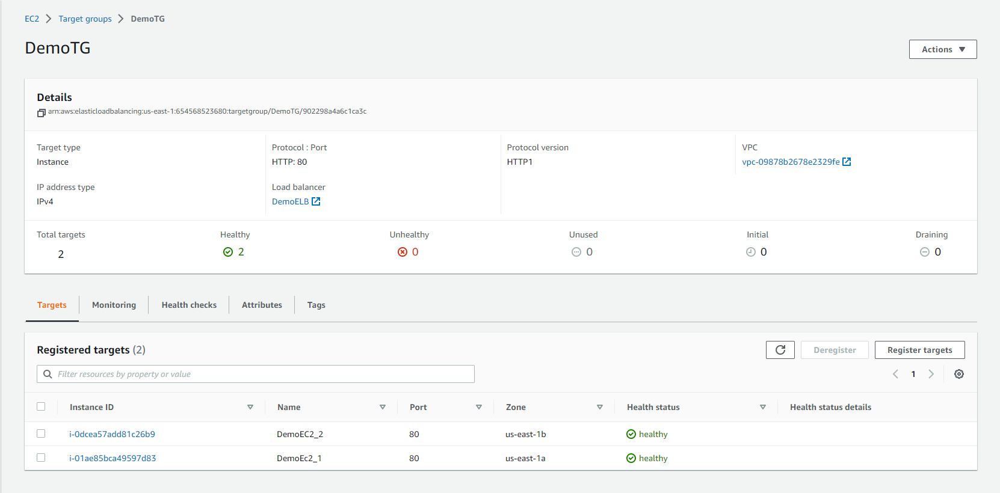 EC2 > Target groups > DemoTG
DemoTG
Actions
Details
arn:aws:elasticloadbalancing:us-east-1:654568523680:targetgroup/DemoTG/902298a4a6c1ca3c
Target type Protocol : Port Protocol version VPC
Instance HTTP: 80 HTTP1 vpc-09878b2678e2329fe
IP address type Load balancer
IPv4 DemoELB
Total targets Healthy Unhealthy Unused Initial Draining
2 2 0 0 0 0
Targets Monitoring Health checks Attributes Tags
Registered targets (2) Deregister Register targets
Filter resources by property or value 1
Instance ID Name Port Zone Health status Health status details
i-0dcea57add81c26b9 DemoEC2_2 80 us-east-1b healthy
i-01ae85bca49597d83 DemoEc2_1 80 us-east-1a healthy